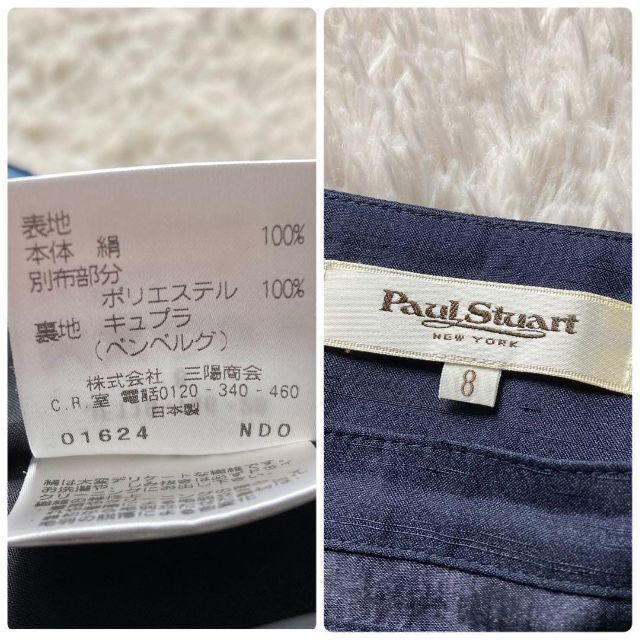 表地
本体 絹 100%
別布部分
ポリエステル 100%
裏地 キュプラ
(ベンベルグ)
株式会社 三陽商会
C.R.室 電話0120-340-460
日本製
01624 NDO
Paul Stuart
NEW YORK
8